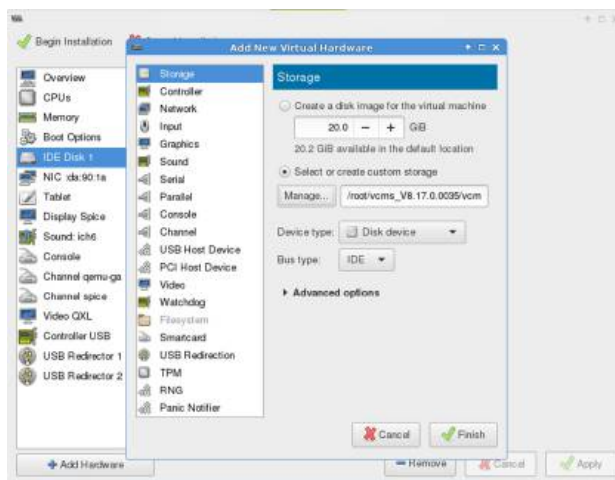 Begin Installation
Add New Virtual Hardware
Overview
CPUs
Memory
Boot Options
IDE Disk 1
NIC :da:90:1a
Tablet
Display Spice
Sound: ich6
Console
Channel qemu-ga
Channel spice
Video QXL
Controller USB
USB Redirector 1
USB Redirector 2
Add Hardware
Storage
Controller
Network
Input
Graphics
Sound
Serial
Parallel
Console
Channel
USB Host Device
PCI Host Device
Video
Watchdog
Filesystem
Smartcard
USB Redirection
TPM
RNG
Panic Notifier
Storage
Create a disk image for the virtual machine
20.0 − + GiB
20.2 GiB available in the default location
Select or create custom storage
Manage... /root/vcms_V8.17.0.0035/vcm
Device type: Disk device
Bus type: IDE
Advanced options
Cancel Finish
Remove Cancel Apply